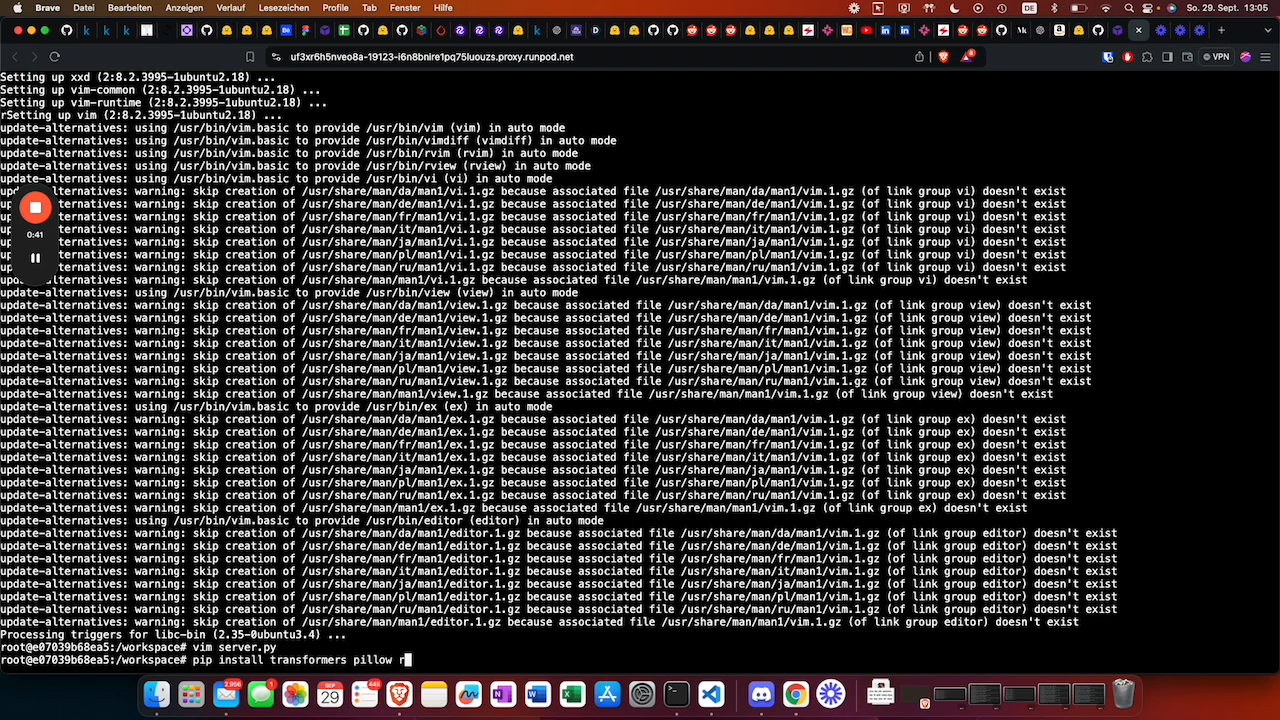 Brave Ablage Bearbeiten Anzeigen Verlauf Lesezeichen Profile Tab Fenster Hilfe DE So. 29. Sept. 13:05
uf3xr6h5nveo8a-19123-i6n8bnire1pq75luouzs.proxy.runpod.net VPN
Setting up xxd (2:8.2.3995-1ubuntu2.18) ...
Setting up vim-common (2:8.2.3995-1ubuntu2.18) ...
Setting up vim-runtime (2:8.2.3995-1ubuntu2.18) ...
rSetting up vim (2:8.2.3995-1ubuntu2.18) ...
update-alternatives: using /usr/bin/vim.basic to provide /usr/bin/vim (vim) in auto mode
update-alternatives: using /usr/bin/vim.basic to provide /usr/bin/vimdiff (vimdiff) in auto mode
update-alternatives: using /usr/bin/vim.basic to provide /usr/bin/rvim (rvim) in auto mode
update-alternatives: using /usr/bin/vim.basic to provide /usr/bin/rview (rview) in auto mode
update-alternatives: using /usr/bin/vim.basic to provide /usr/bin/vi (vi) in auto mode
update-alternatives: warning: skip creation of /usr/share/man/da/man1/vi.1.gz because associated file /usr/share/man/da/man1/vim.1.gz (of link group vi) doesn't exist
ternatives: warning: skip creation of /usr/share/man/de/man1/vi.1.gz because associated file /usr/share/man/de/man1/vim.1.gz (of link group vi) doesn't exist
ternatives: warning: skip creation of /usr/share/man/fr/man1/vi.1.gz because associated file /usr/share/man/fr/man1/vim.1.gz (of link group vi) doesn't exist
0:41 ternatives: warning: skip creation of /usr/share/man/it/man1/vi.1.gz because associated file /usr/share/man/it/man1/vim.1.gz (of link group vi) doesn't exist
ternatives: warning: skip creation of /usr/share/man/ja/man1/vi.1.gz because associated file /usr/share/man/ja/man1/vim.1.gz (of link group vi) doesn't exist
ternatives: warning: skip creation of /usr/share/man/pl/man1/vi.1.gz because associated file /usr/share/man/pl/man1/vim.1.gz (of link group vi) doesn't exist
ternatives: warning: skip creation of /usr/share/man/ru/man1/vi.1.gz because associated file /usr/share/man/ru/man1/vim.1.gz (of link group vi) doesn't exist
lternatives: warning: skip creation of /usr/share/man/man1/vi.1.gz because associated file /usr/share/man/man1/vim.1.gz (of link group vi) doesn't exist
update-alternatives: using /usr/bin/vim.basic to provide /usr/bin/view (view) in auto mode
update-alternatives: warning: skip creation of /usr/share/man/da/man1/view.1.gz because associated file /usr/share/man/da/man1/vim.1.gz (of link group view) doesn't exist
update-alternatives: warning: skip creation of /usr/share/man/de/man1/view.1.gz because associated file /usr/share/man/de/man1/vim.1.gz (of link group view) doesn't exist
update-alternatives: warning: skip creation of /usr/share/man/fr/man1/view.1.gz because associated file /usr/share/man/fr/man1/vim.1.gz (of link group view) doesn't exist
update-alternatives: warning: skip creation of /usr/share/man/it/man1/view.1.gz because associated file /usr/share/man/it/man1/vim.1.gz (of link group view) doesn't exist
update-alternatives: warning: skip creation of /usr/share/man/ja/man1/view.1.gz because associated file /usr/share/man/ja/man1/vim.1.gz (of link group view) doesn't exist
update-alternatives: warning: skip creation of /usr/share/man/pl/man1/view.1.gz because associated file /usr/share/man/pl/man1/vim.1.gz (of link group view) doesn't exist
update-alternatives: warning: skip creation of /usr/share/man/ru/man1/view.1.gz because associated file /usr/share/man/ru/man1/vim.1.gz (of link group view) doesn't exist
update-alternatives: warning: skip creation of /usr/share/man/man1/view.1.gz because associated file /usr/share/man/man1/vim.1.gz (of link group view) doesn't exist
update-alternatives: using /usr/bin/vim.basic to provide /usr/bin/ex (ex) in auto mode
update-alternatives: warning: skip creation of /usr/share/man/da/man1/ex.1.gz because associated file /usr/share/man/da/man1/vim.1.gz (of link group ex) doesn't exist
update-alternatives: warning: skip creation of /usr/share/man/de/man1/ex.1.gz because associated file /usr/share/man/de/man1/vim.1.gz (of link group ex) doesn't exist
update-alternatives: warning: skip creation of /usr/share/man/fr/man1/ex.1.gz because associated file /usr/share/man/fr/man1/vim.1.gz (of link group ex) doesn't exist
update-alternatives: warning: skip creation of /usr/share/man/it/man1/ex.1.gz because associated file /usr/share/man/it/man1/vim.1.gz (of link group ex) doesn't exist
update-alternatives: warning: skip creation of /usr/share/man/ja/man1/ex.1.gz because associated file /usr/share/man/ja/man1/vim.1.gz (of link group ex) doesn't exist
update-alternatives: warning: skip creation of /usr/share/man/pl/man1/ex.1.gz because associated file /usr/share/man/pl/man1/vim.1.gz (of link group ex) doesn't exist
update-alternatives: warning: skip creation of /usr/share/man/ru/man1/ex.1.gz because associated file /usr/share/man/ru/man1/vim.1.gz (of link group ex) doesn't exist
update-alternatives: warning: skip creation of /usr/share/man/man1/ex.1.gz because associated file /usr/share/man/man1/vim.1.gz (of link group ex) doesn't exist
update-alternatives: using /usr/bin/vim.basic to provide /usr/bin/editor (editor) in auto mode
update-alternatives: warning: skip creation of /usr/share/man/da/man1/editor.1.gz because associated file /usr/share/man/da/man1/vim.1.gz (of link group editor) doesn't exist
update-alternatives: warning: skip creation of /usr/share/man/de/man1/editor.1.gz because associated file /usr/share/man/de/man1/vim.1.gz (of link group editor) doesn't exist
update-alternatives: warning: skip creation of /usr/share/man/fr/man1/editor.1.gz because associated file /usr/share/man/fr/man1/vim.1.gz (of link group editor) doesn't exist
update-alternatives: warning: skip creation of /usr/share/man/it/man1/editor.1.gz because associated file /usr/share/man/it/man1/vim.1.gz (of link group editor) doesn't exist
update-alternatives: warning: skip creation of /usr/share/man/ja/man1/editor.1.gz because associated file /usr/share/man/ja/man1/vim.1.gz (of link group editor) doesn't exist
update-alternatives: warning: skip creation of /usr/share/man/pl/man1/editor.1.gz because associated file /usr/share/man/pl/man1/vim.1.gz (of link group editor) doesn't exist
update-alternatives: warning: skip creation of /usr/share/man/ru/man1/editor.1.gz because associated file /usr/share/man/ru/man1/vim.1.gz (of link group editor) doesn't exist
update-alternatives: warning: skip creation of /usr/share/man/man1/editor.1.gz because associated file /usr/share/man/man1/vim.1.gz (of link group editor) doesn't exist
Processing triggers for libc-bin (2.35-0ubuntu3.4) ...
root@e07039b68ea5:/workspace# vim server.py
root@e07039b68ea5:/workspace# pip install transformers pillow r
2.956 SEP 29 445